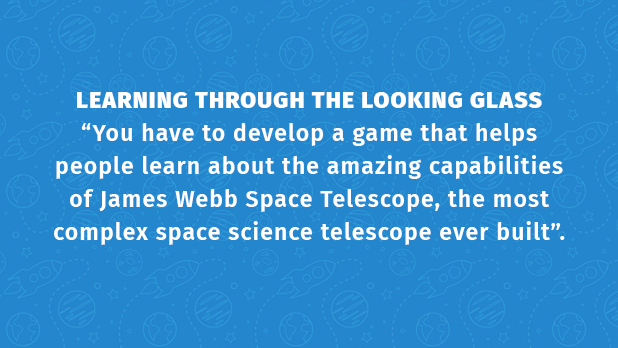 LEARNING THROUGH THE LOOKING GLASS
“You have to develop a game that helps
people learn about the amazing capabilities
of James Webb Space Telescope, the most
complex space science telescope ever built”.